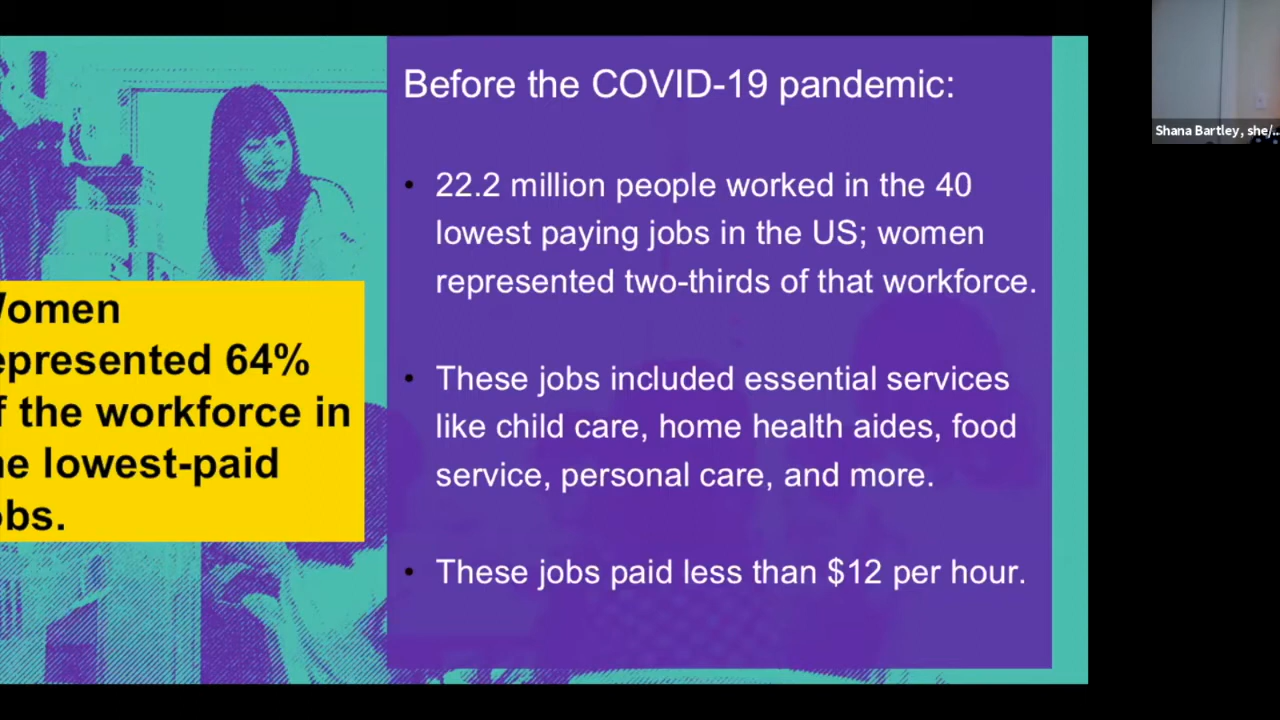 Before the COVID-19 pandemic:
• 22.2 million people worked in the 40
lowest paying jobs in the US; women
represented two-thirds of that workforce.
• These jobs included essential services
like child care, home health aides, food
service, personal care, and more.
• These jobs paid less than $12 per hour.
omen
epresented 64%
f the workforce in
e lowest-paid
obs.
Shana Bartley, she/...